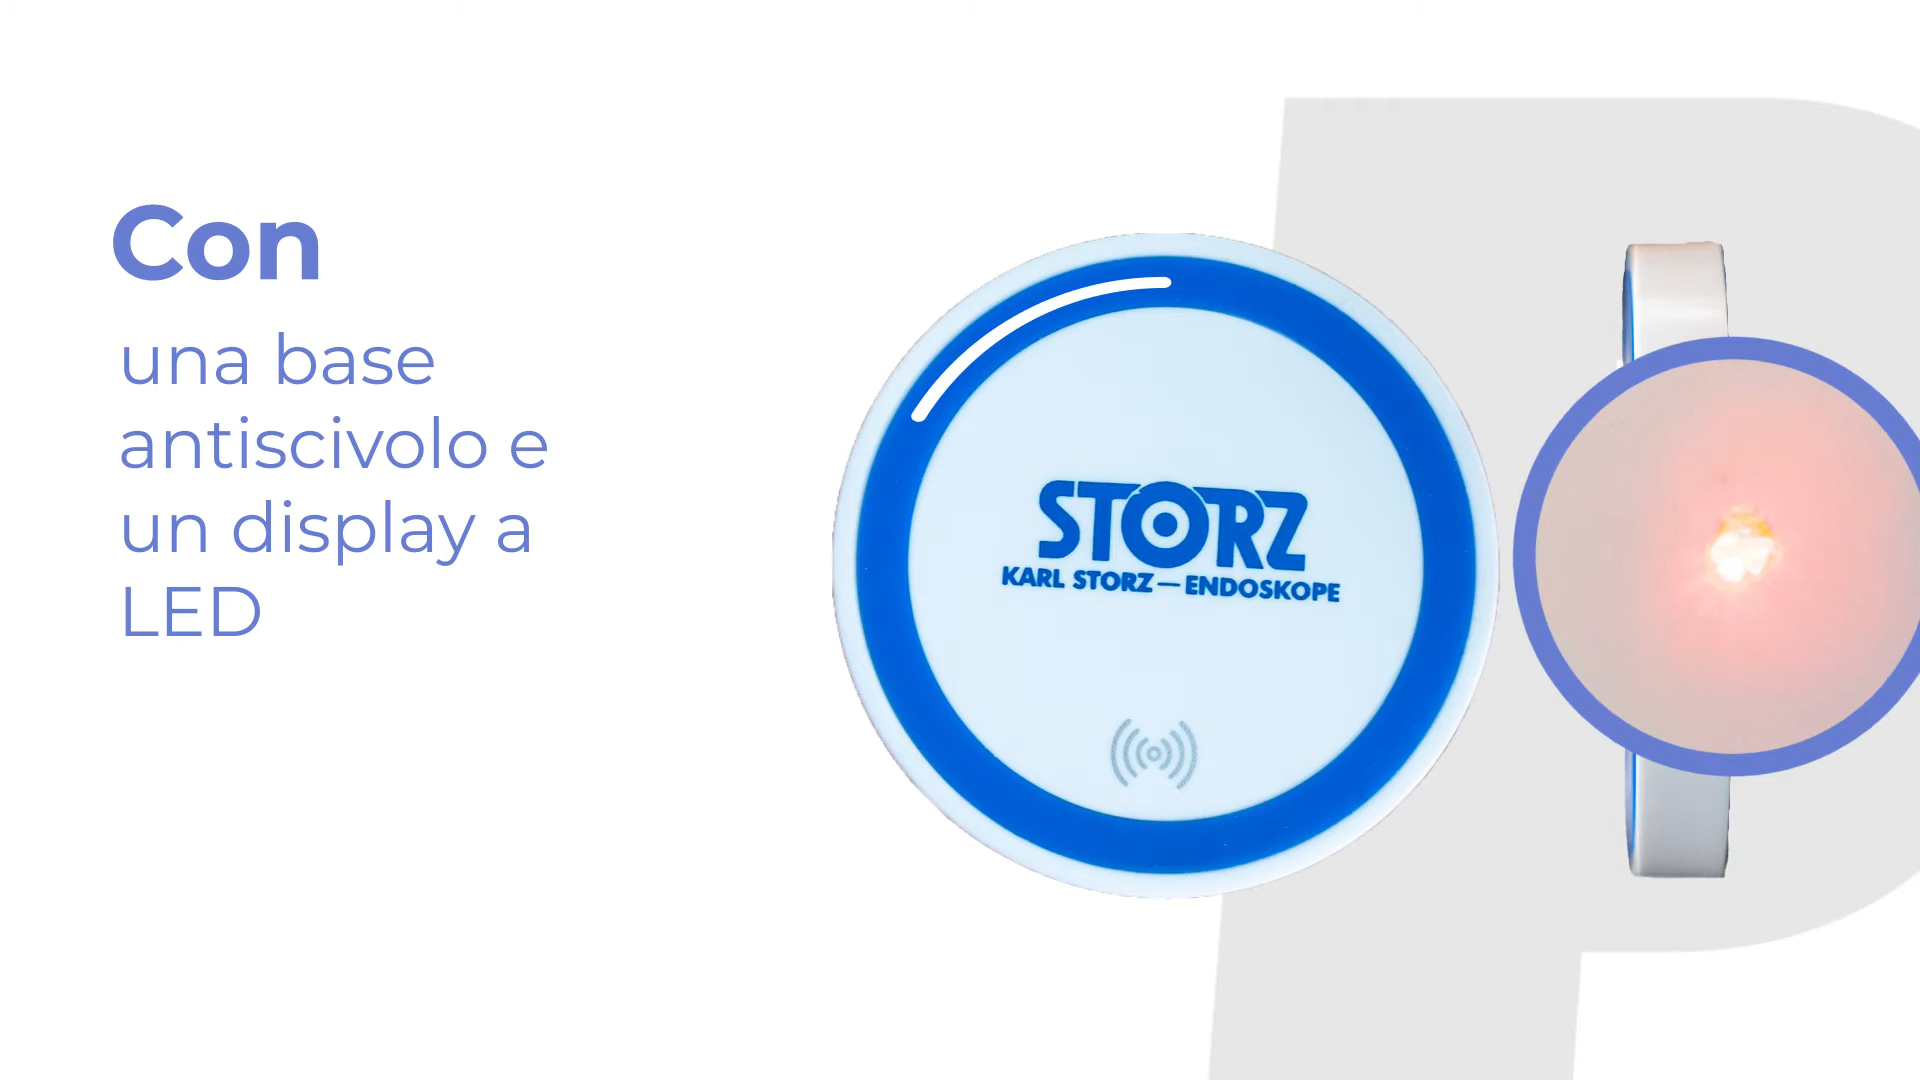 Con
una base
antiscivolo e
un display a
LED
STORZ
KARL STORZ — ENDOSKOPE